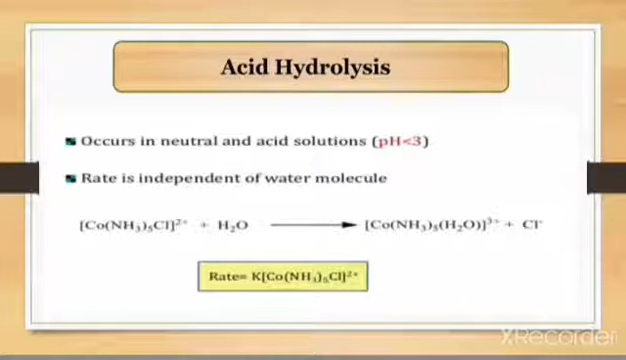 Acid Hydrolysis
Occurs in neutral and acid solutions (pH<3)
Rate is independent of water molecule
[Co(NH₃)₅Cl]²⁺ + H₂O ⟶ [Co(NH₃)₅(H₂O)]³⁺ + Cl⁻
Rate= K[Co(NH₃)₅Cl]²⁺
XRecorder